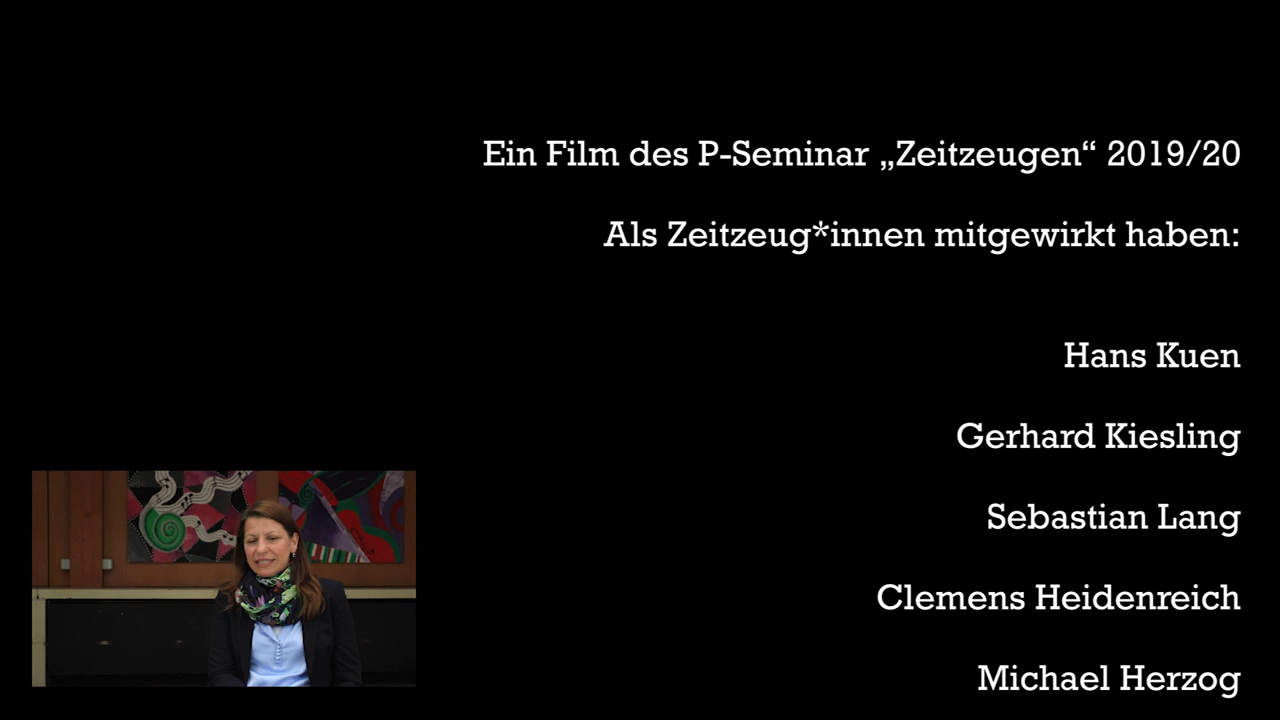 Ein Film des P-Seminar „Zeitzeugen“ 2019/20
Als Zeitzeug*innen mitgewirkt haben:
Hans Kuen
Gerhard Kiesling
Sebastian Lang
Clemens Heidenreich
Michael Herzog